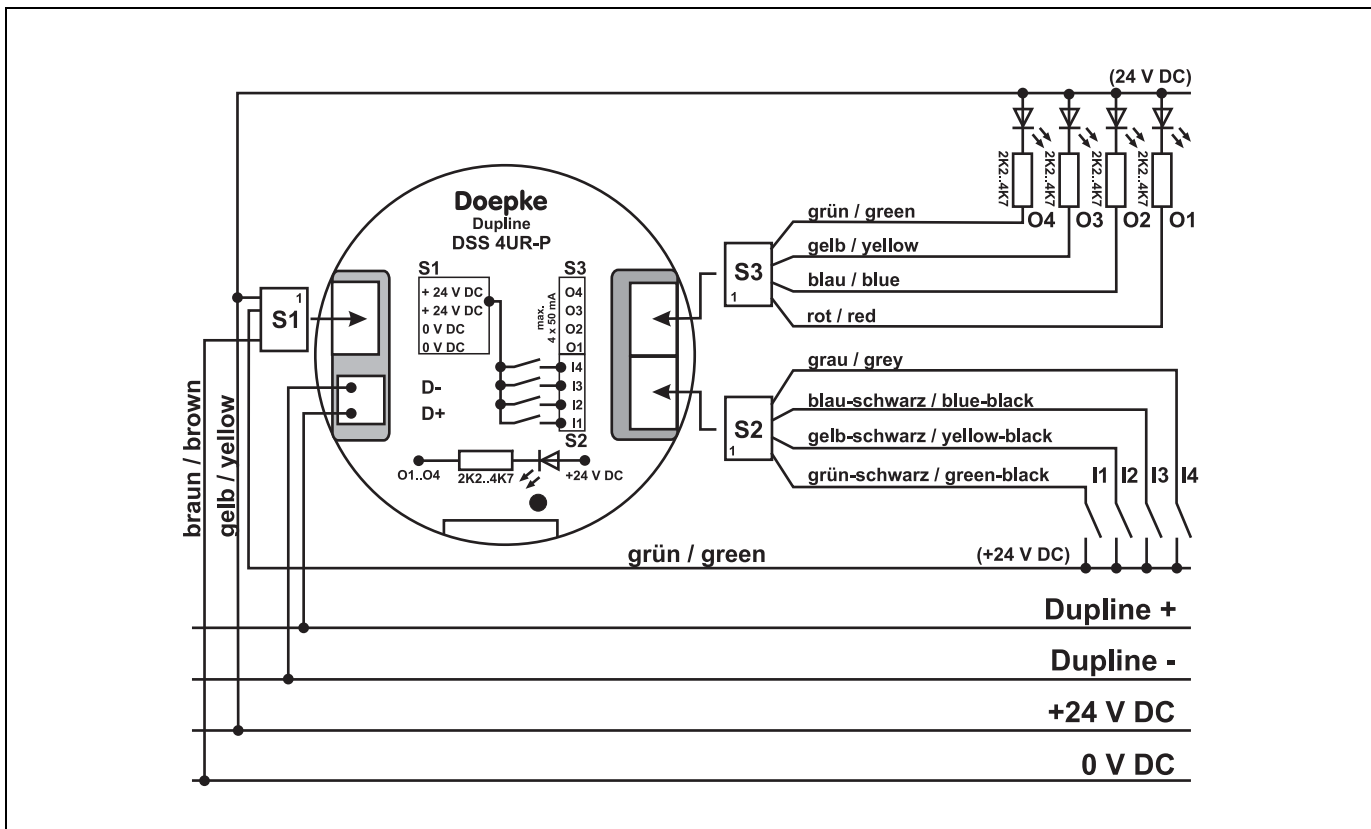 (24 V DC)
2K2..4K7
2K2..4K7
2K2..4K7
2K2..4K7
O4 O3 O2 O1
Doepke
Dupline
DSS 4UR-P
S1
+ 24 V DC
+ 24 V DC
0 V DC
0 V DC
max.
4 x 50 mA
S3
O4
O3
O2
O1
I4
I3
I2
I1
S2
D-
D+
O1..O4
2K2..4K7
+24 V DC
1
S1
S3
1
grün / green
gelb / yellow
blau / blue
rot / red
S2
1
grau / grey
blau-schwarz / blue-black
gelb-schwarz / yellow-black
grün-schwarz / green-black
I1 I2 I3 I4
braun / brown
gelb / yellow
grün / green
(+24 V DC)
Dupline +
Dupline -
+24 V DC
0 V DC